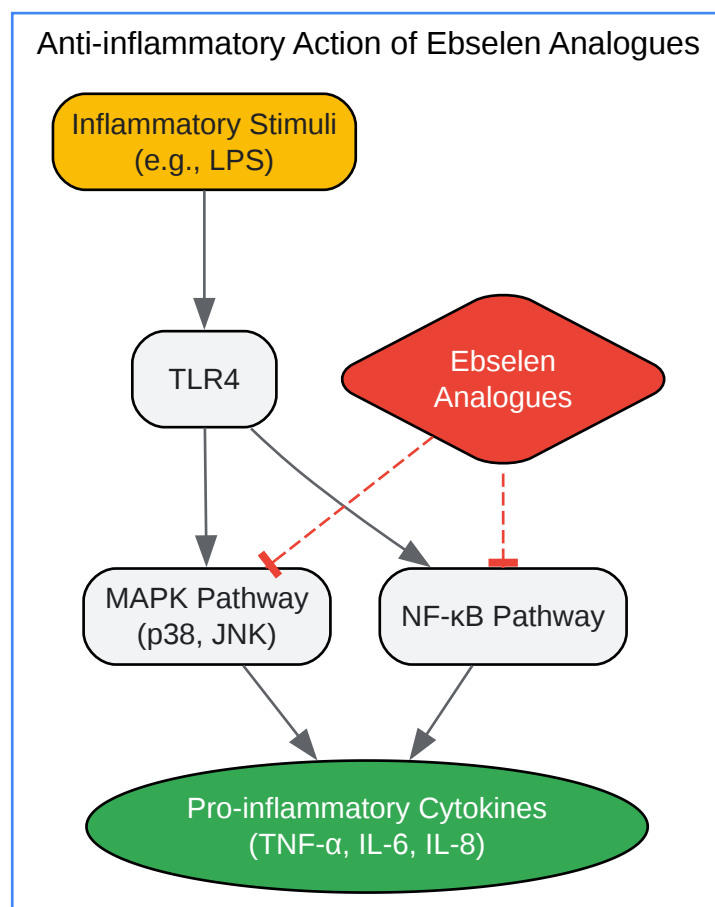 Anti-inflammatory Action of Ebselen Analogues
Inflammatory Stimuli
(e.g., LPS)
TLR4
Ebselen
Analogues
MAPK Pathway
(p38, JNK)
NF-κB Pathway
Pro-inflammatory Cytokines
(TNF-α, IL-6, IL-8)